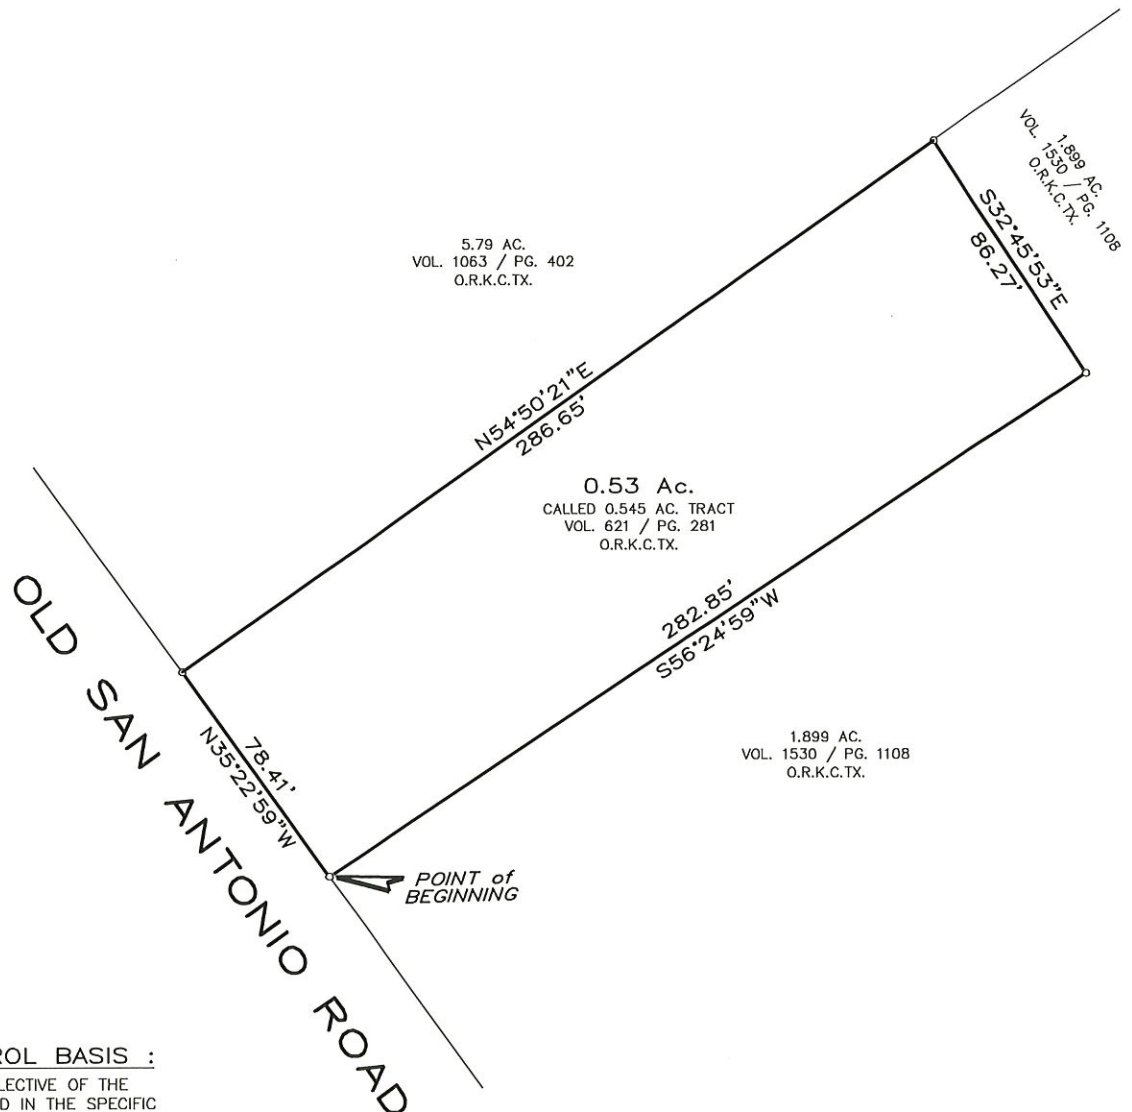 1.899 AC.
VOL. 1530 / PG. 1108
O.R.K.C.TX.
S32°45'53"E
86.27'
5.79 AC.
VOL. 1063 / PG. 402
O.R.K.C.TX.
N54°50'21"E
286.65'
0.53 Ac.
CALLED 0.545 AC. TRACT
VOL. 621 / PG. 281
O.R.K.C.TX.
282.85'
S56°24'59"W
OLD SAN ANTONIO ROAD
78.41'
N35°22'59"W
1.899 AC.
VOL. 1530 / PG. 1108
O.R.K.C.TX.
POINT of
BEGINNING
ROL BASIS :
LECTIVE OF THE
D IN THE SPECIFIC